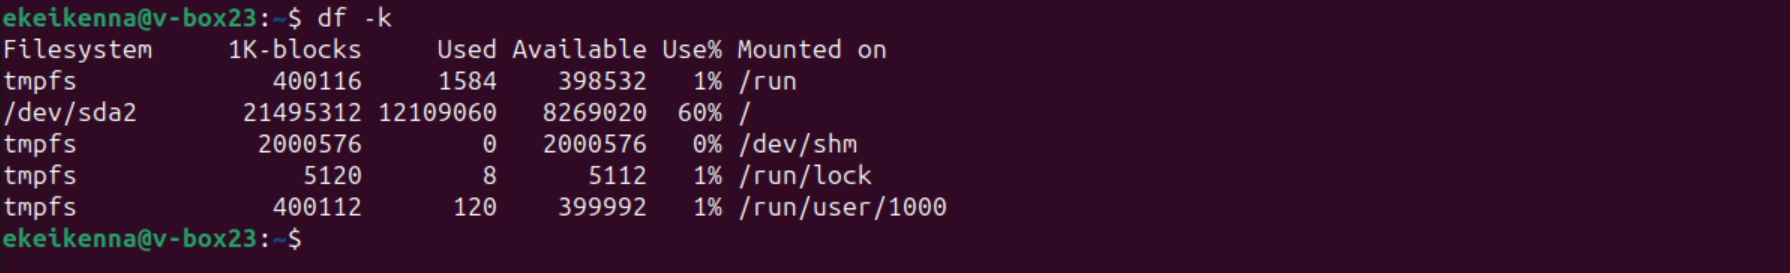 ekeikenna@v-box23:~$ df -k
Filesystem     1K-blocks     Used Available Use% Mounted on
tmpfs             400116     1584    398532   1% /run
/dev/sda2       21495312 12109060   8269020  60% /
tmpfs            2000576        0   2000576   0% /dev/shm
tmpfs               5120        8      5112   1% /run/lock
tmpfs             400112      120    399992   1% /run/user/1000
ekeikenna@v-box23:~$